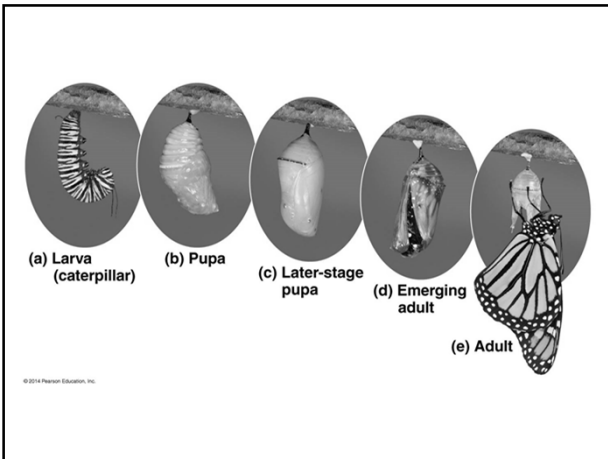 (a) Larva
(caterpillar)
(b) Pupa
(c) Later-stage
pupa
(d) Emerging
adult
(e) Adult
© 2014 Pearson Education, Inc.